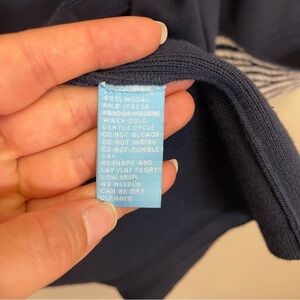 45% MODAL
HAND OR MACHINE
WASH COLD
GENTLE CYCLE
DO NOT BLEACH
DO NOT WRING
DO NOT TUMBLE
DRY
RESHAPE AND
LAY FLAT TO DRY
LOW IRON
AS NEEDED
CAN BE DRY
CLEANED